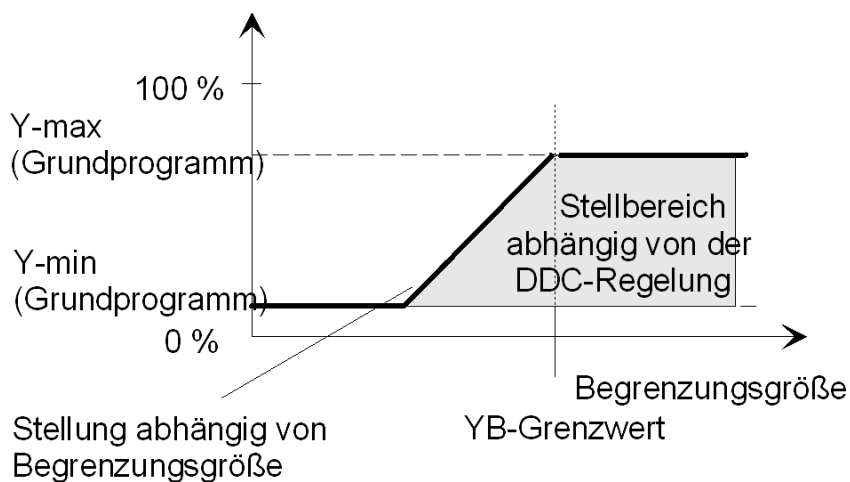 100 %
Y-max
(Grundprogramm)
Stellbereich
abhängig von der
DDC-Regelung
Y-min
(Grundprogramm)
0 %
Begrenzungsgröße
Stellung abhängig von
Begrenzungsgröße
YB-Grenzwert